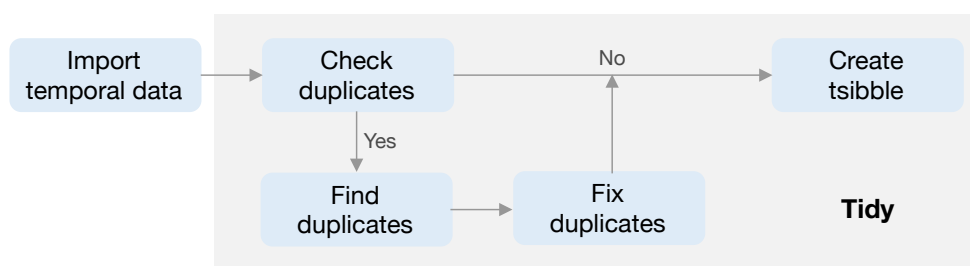 Import
temporal data
Check
duplicates
No
Create
tsibble
Yes
Find
duplicates
Fix
duplicates
Tidy